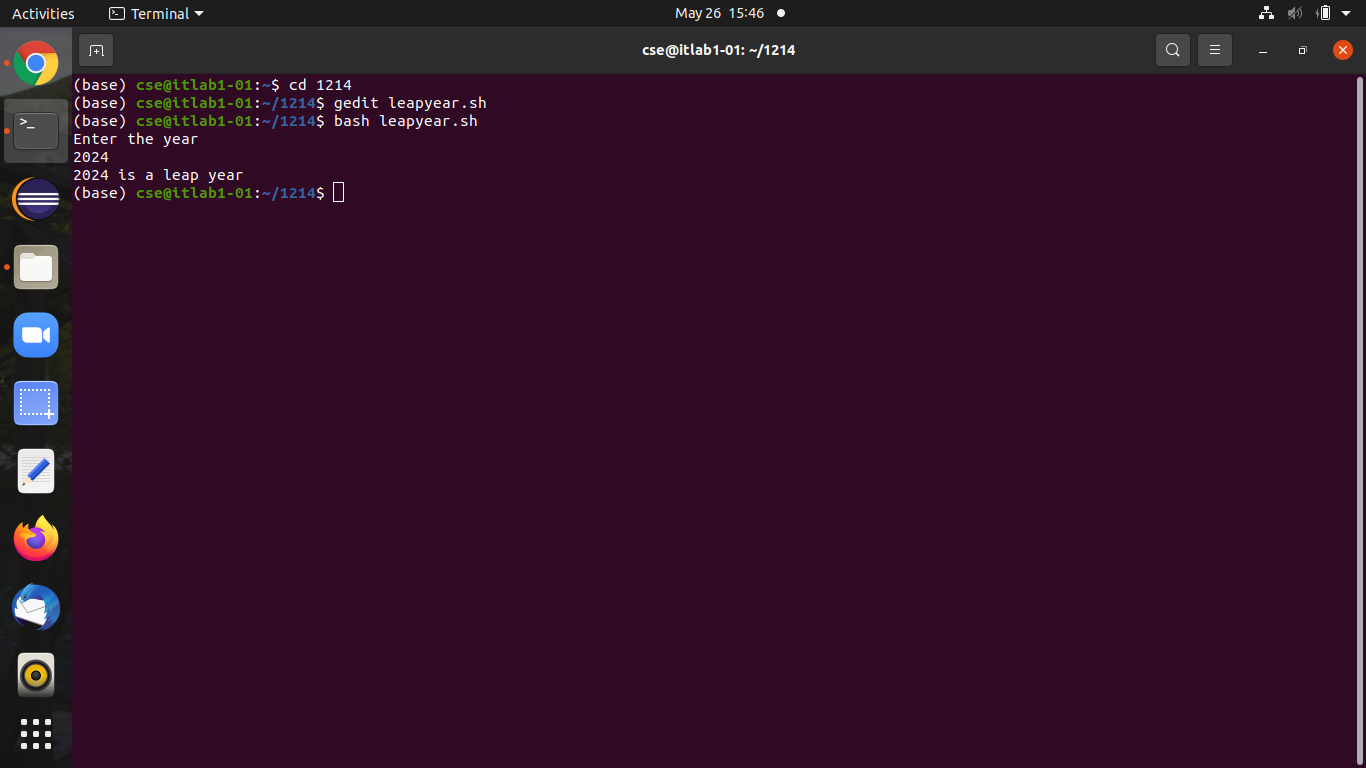 Activities
Terminal
May 26 15:46
cse@itlab1-01: ~/1214
(base) cse@itlab1-01:~$ cd 1214
(base) cse@itlab1-01:~/1214$ gedit leapyear.sh
(base) cse@itlab1-01:~/1214$ bash leapyear.sh
Enter the year
2024
2024 is a leap year
(base) cse@itlab1-01:~/1214$